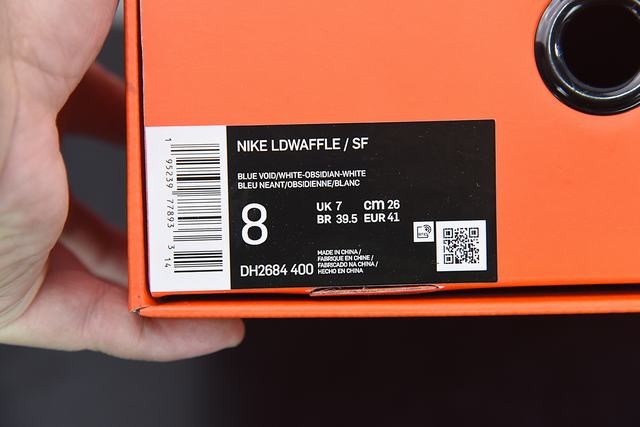 NIKE LDWAFFLE / SF
BLUE VOID/WHITE-OBSIDIAN-WHITE
BLEU NEANT/OBSIDIENNE/BLANC
8
UK 7 cm 26
BR 39.5 EUR 41
DH2684 400
MADE IN CHINA /
FABRIQUE EN CHINE /
FABRICADO NA CHINA /
HECHO EN CHINA
1 95239 77893 3 14